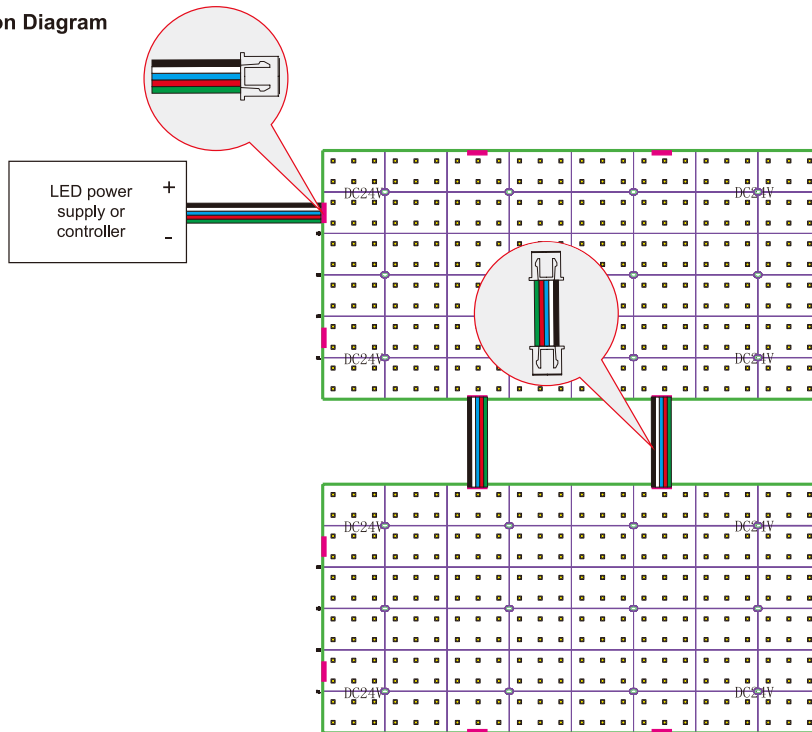 on Diagram
LED power
supply or
controller
+
-
DC24V
DC24V
DC24V
DC24V
DC24V
DC24V
DC24V
DC24V